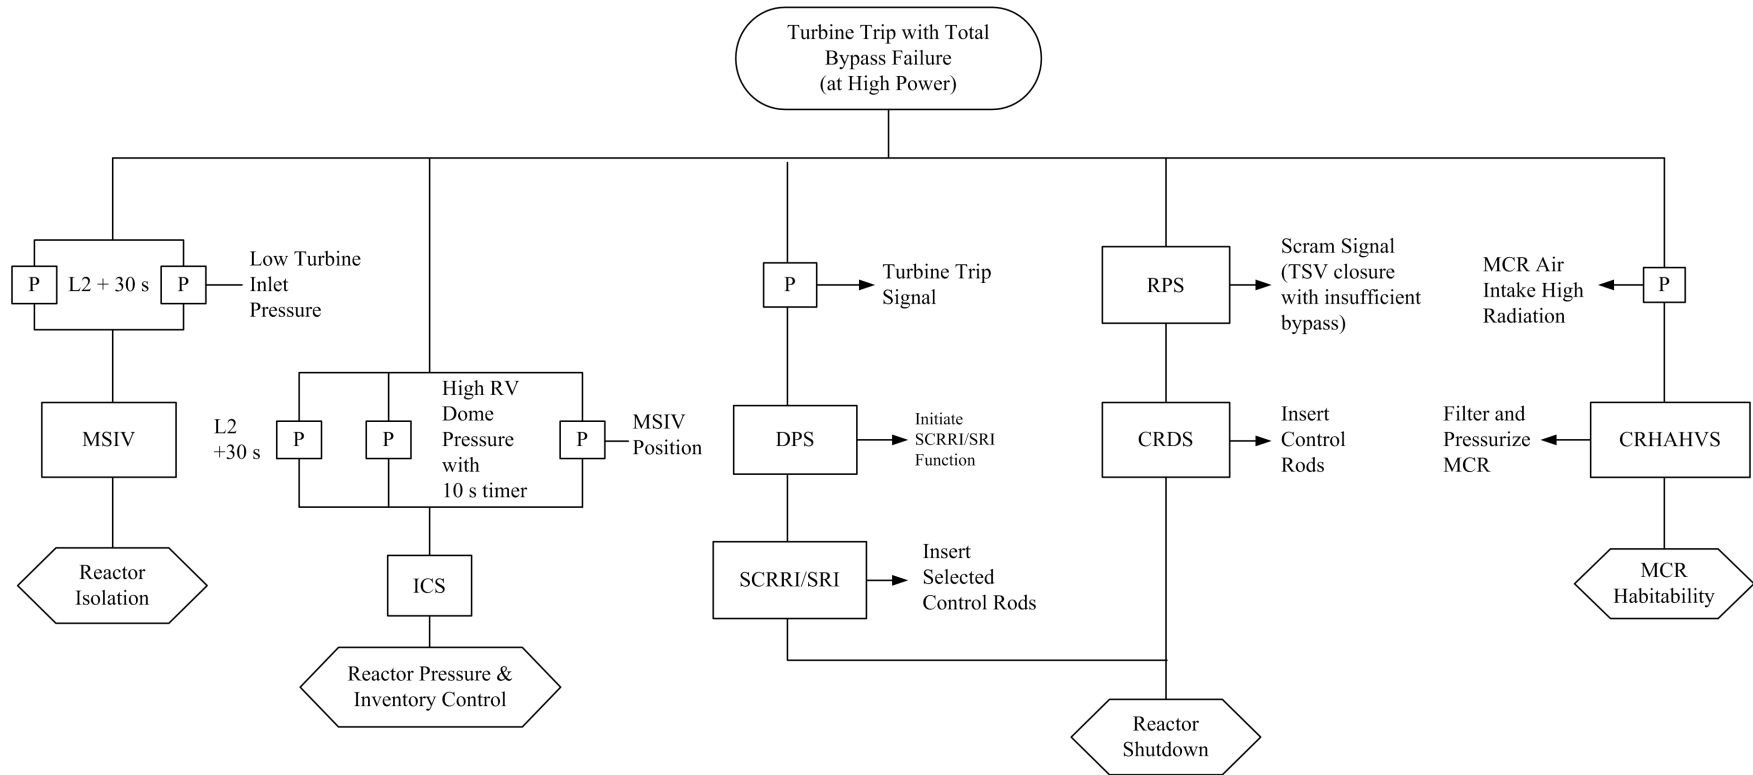 Turbine Trip with Total
Bypass Failure
(at High Power)
P
L2 + 30 s
P
Low Turbine
Inlet
Pressure
MSIV
Reactor
Isolation
L2
+30 s
P
P
High RV
Dome
Pressure
with
10 s timer
P
MSIV
Position
ICS
Reactor Pressure &
Inventory Control
P
Turbine Trip
Signal
DPS
Initiate
SCRRI/SRI
Function
SCRRI/SRI
Insert
Selected
Control Rods
RPS
Scram Signal
(TSV closure
with insufficient
bypass)
CRDS
Insert
Control
Rods
Reactor
Shutdown
MCR Air
Intake High
Radiation
P
Filter and
Pressurize
MCR
CRHAHVS
MCR
Habitability